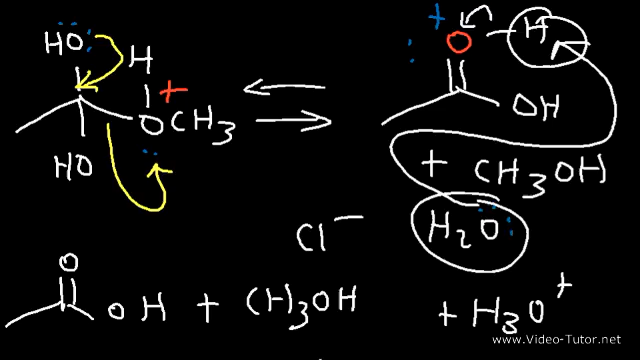 HO: H + O – H
+
OCH3 OH
HO + CH3OH
Cl− H2O
O
OH + CH3OH + H3O+
www.Video-Tutor.net